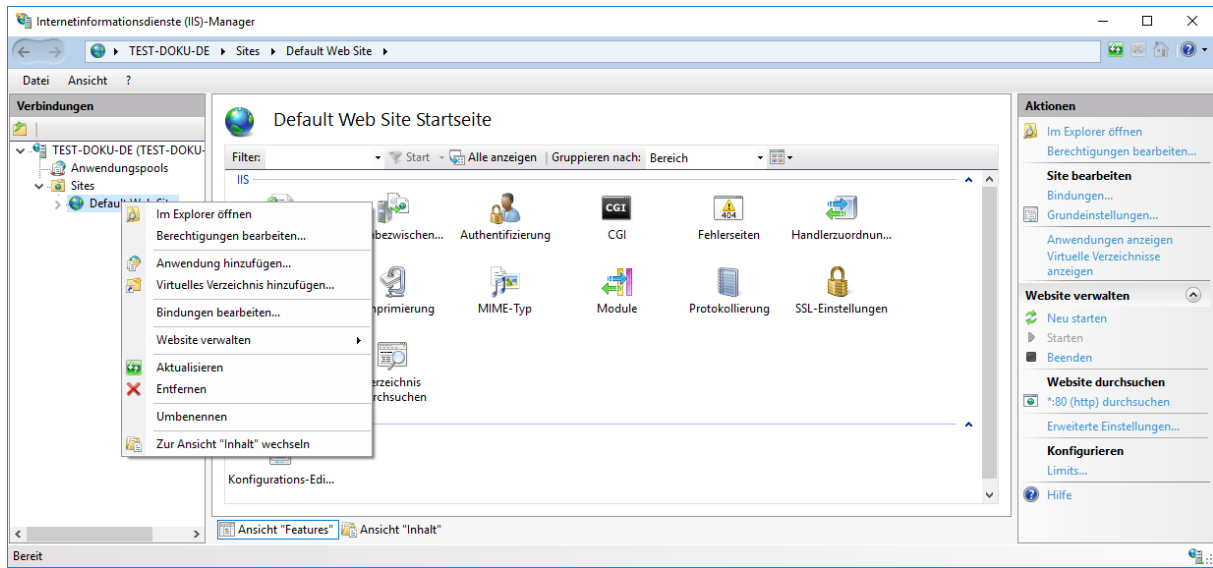 Internetinformationsdienste (IIS)-Manager
TEST-DOKU-DE Sites Default Web Site
Datei Ansicht ?
Verbindungen
TEST-DOKU-DE (TEST-DOKU-
Anwendungspools
Sites
Im Explorer öffnen
Berechtigungen bearbeiten...
Anwendung hinzufügen...
Virtuelles Verzeichnis hinzufügen...
Bindungen bearbeiten...
Website verwalten
Aktualisieren
Entfernen
Umbenennen
Zur Ansicht "Inhalt" wechseln
Default Web Site Startseite
Filter: Start Alle anzeigen Gruppieren nachː Bereich
IIS
Authentifizierung CGI Fehlerseiten Handlerzuordnun...
CGI
404
MIME-Typ Module Protokollierung SSL-Einstellungen
Konfigurations-Edi...
Ansicht "Features" Ansicht "Inhalt"
Bereit
Aktionen
Im Explorer öffnen
Berechtigungen bearbeiten...
Site bearbeiten
Bindungen...
Grundeinstellungen...
Anwendungen anzeigen
Virtuelle Verzeichnisse
anzeigen
Website verwalten
Neu starten
Starten
Beenden
Website durchsuchen
*:80 (http) durchsuchen
Erweiterte Einstellungen...
Konfigurieren
Limits...
Hilfe